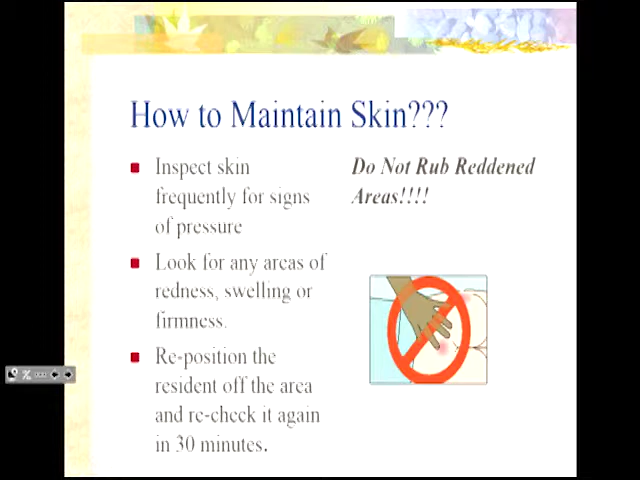 How to Maintain Skin???
Inspect skin
frequently for signs
of pressure
Look for any areas of
redness, swelling or
firmness.
Re-position the
resident off the area
and re-check it again
in 30 minutes.
Do Not Rub Reddened
Areas!!!!